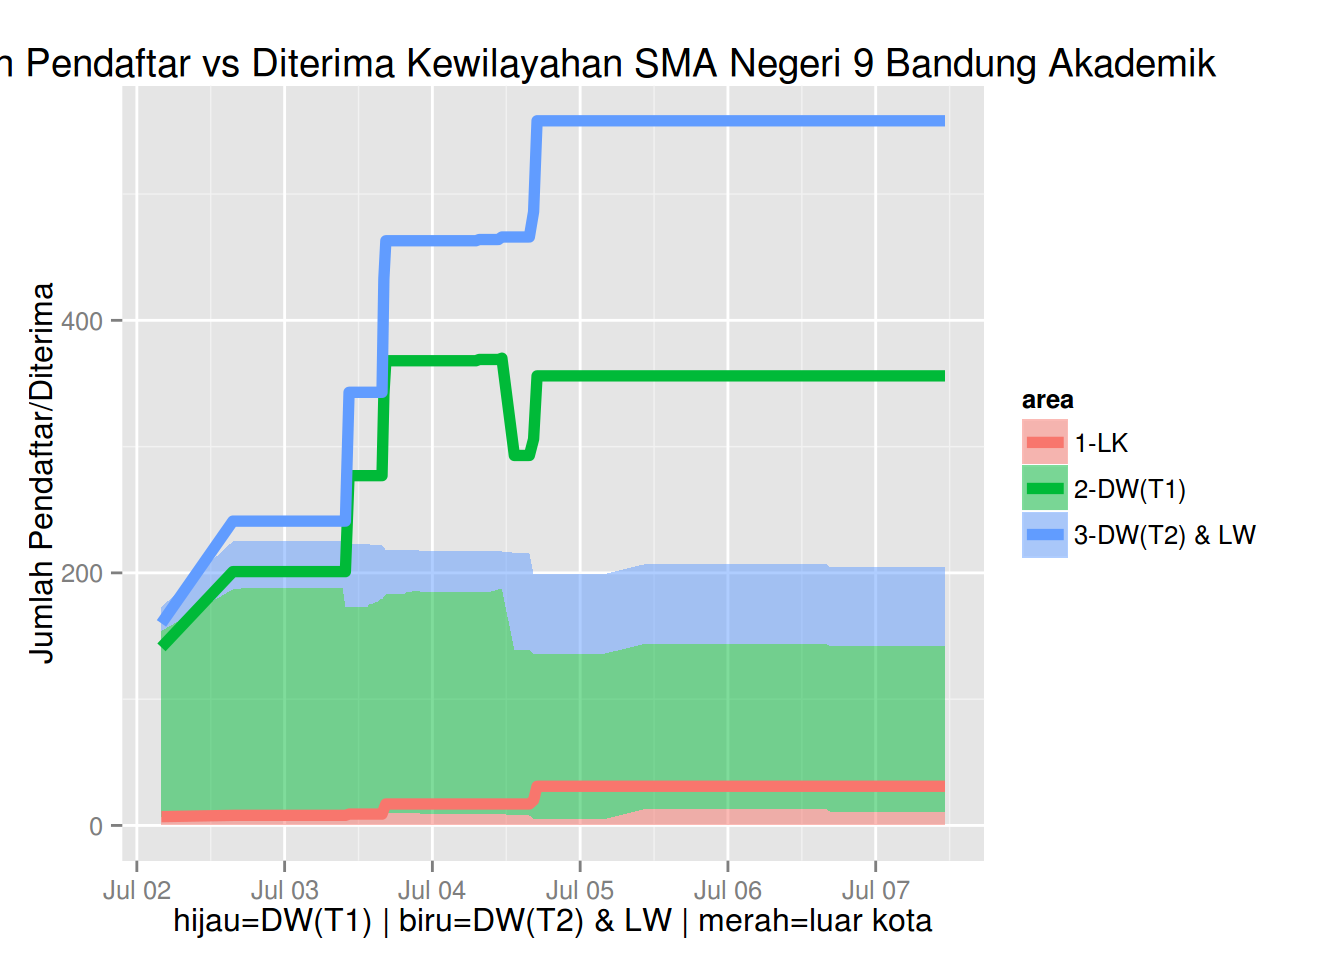 Pendaftar vs Diterima Kewilayahan SMA Negeri 9 Bandung Akademik
Jumlah Pendaftar/Diterima
400
200
0
Jul 02 Jul 03 Jul 04 Jul 05 Jul 06 Jul 07
hijau=DW(T1) | biru=DW(T2) & LW | merah=luar kota
area
1-LK
2-DW(T1)
3-DW(T2) & LW